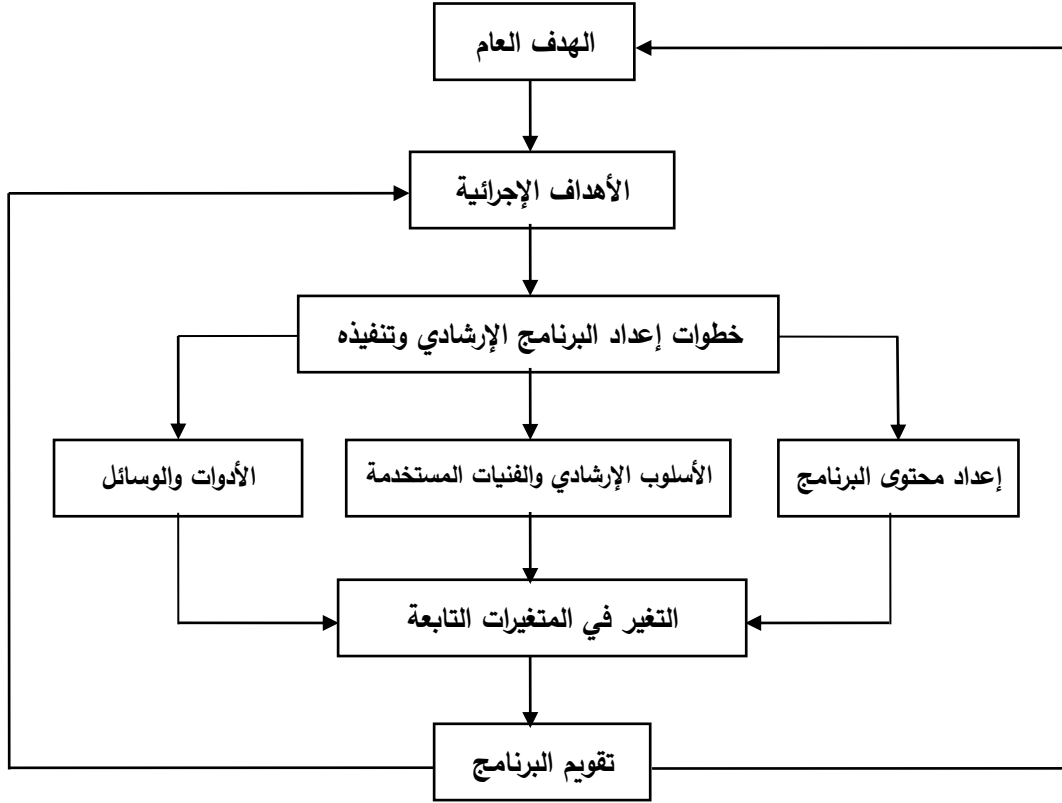 الهدف العام
الأهداف الإجرائية
خطوات إعداد البرنامج الإرشادي وتنفيذه
إعداد محتوى البرنامج
الأسلوب الإرشادي والفنيات المستخدمة
الأدوات والوسائل
التغير في المتغيرات التابعة
تقويم البرنامج